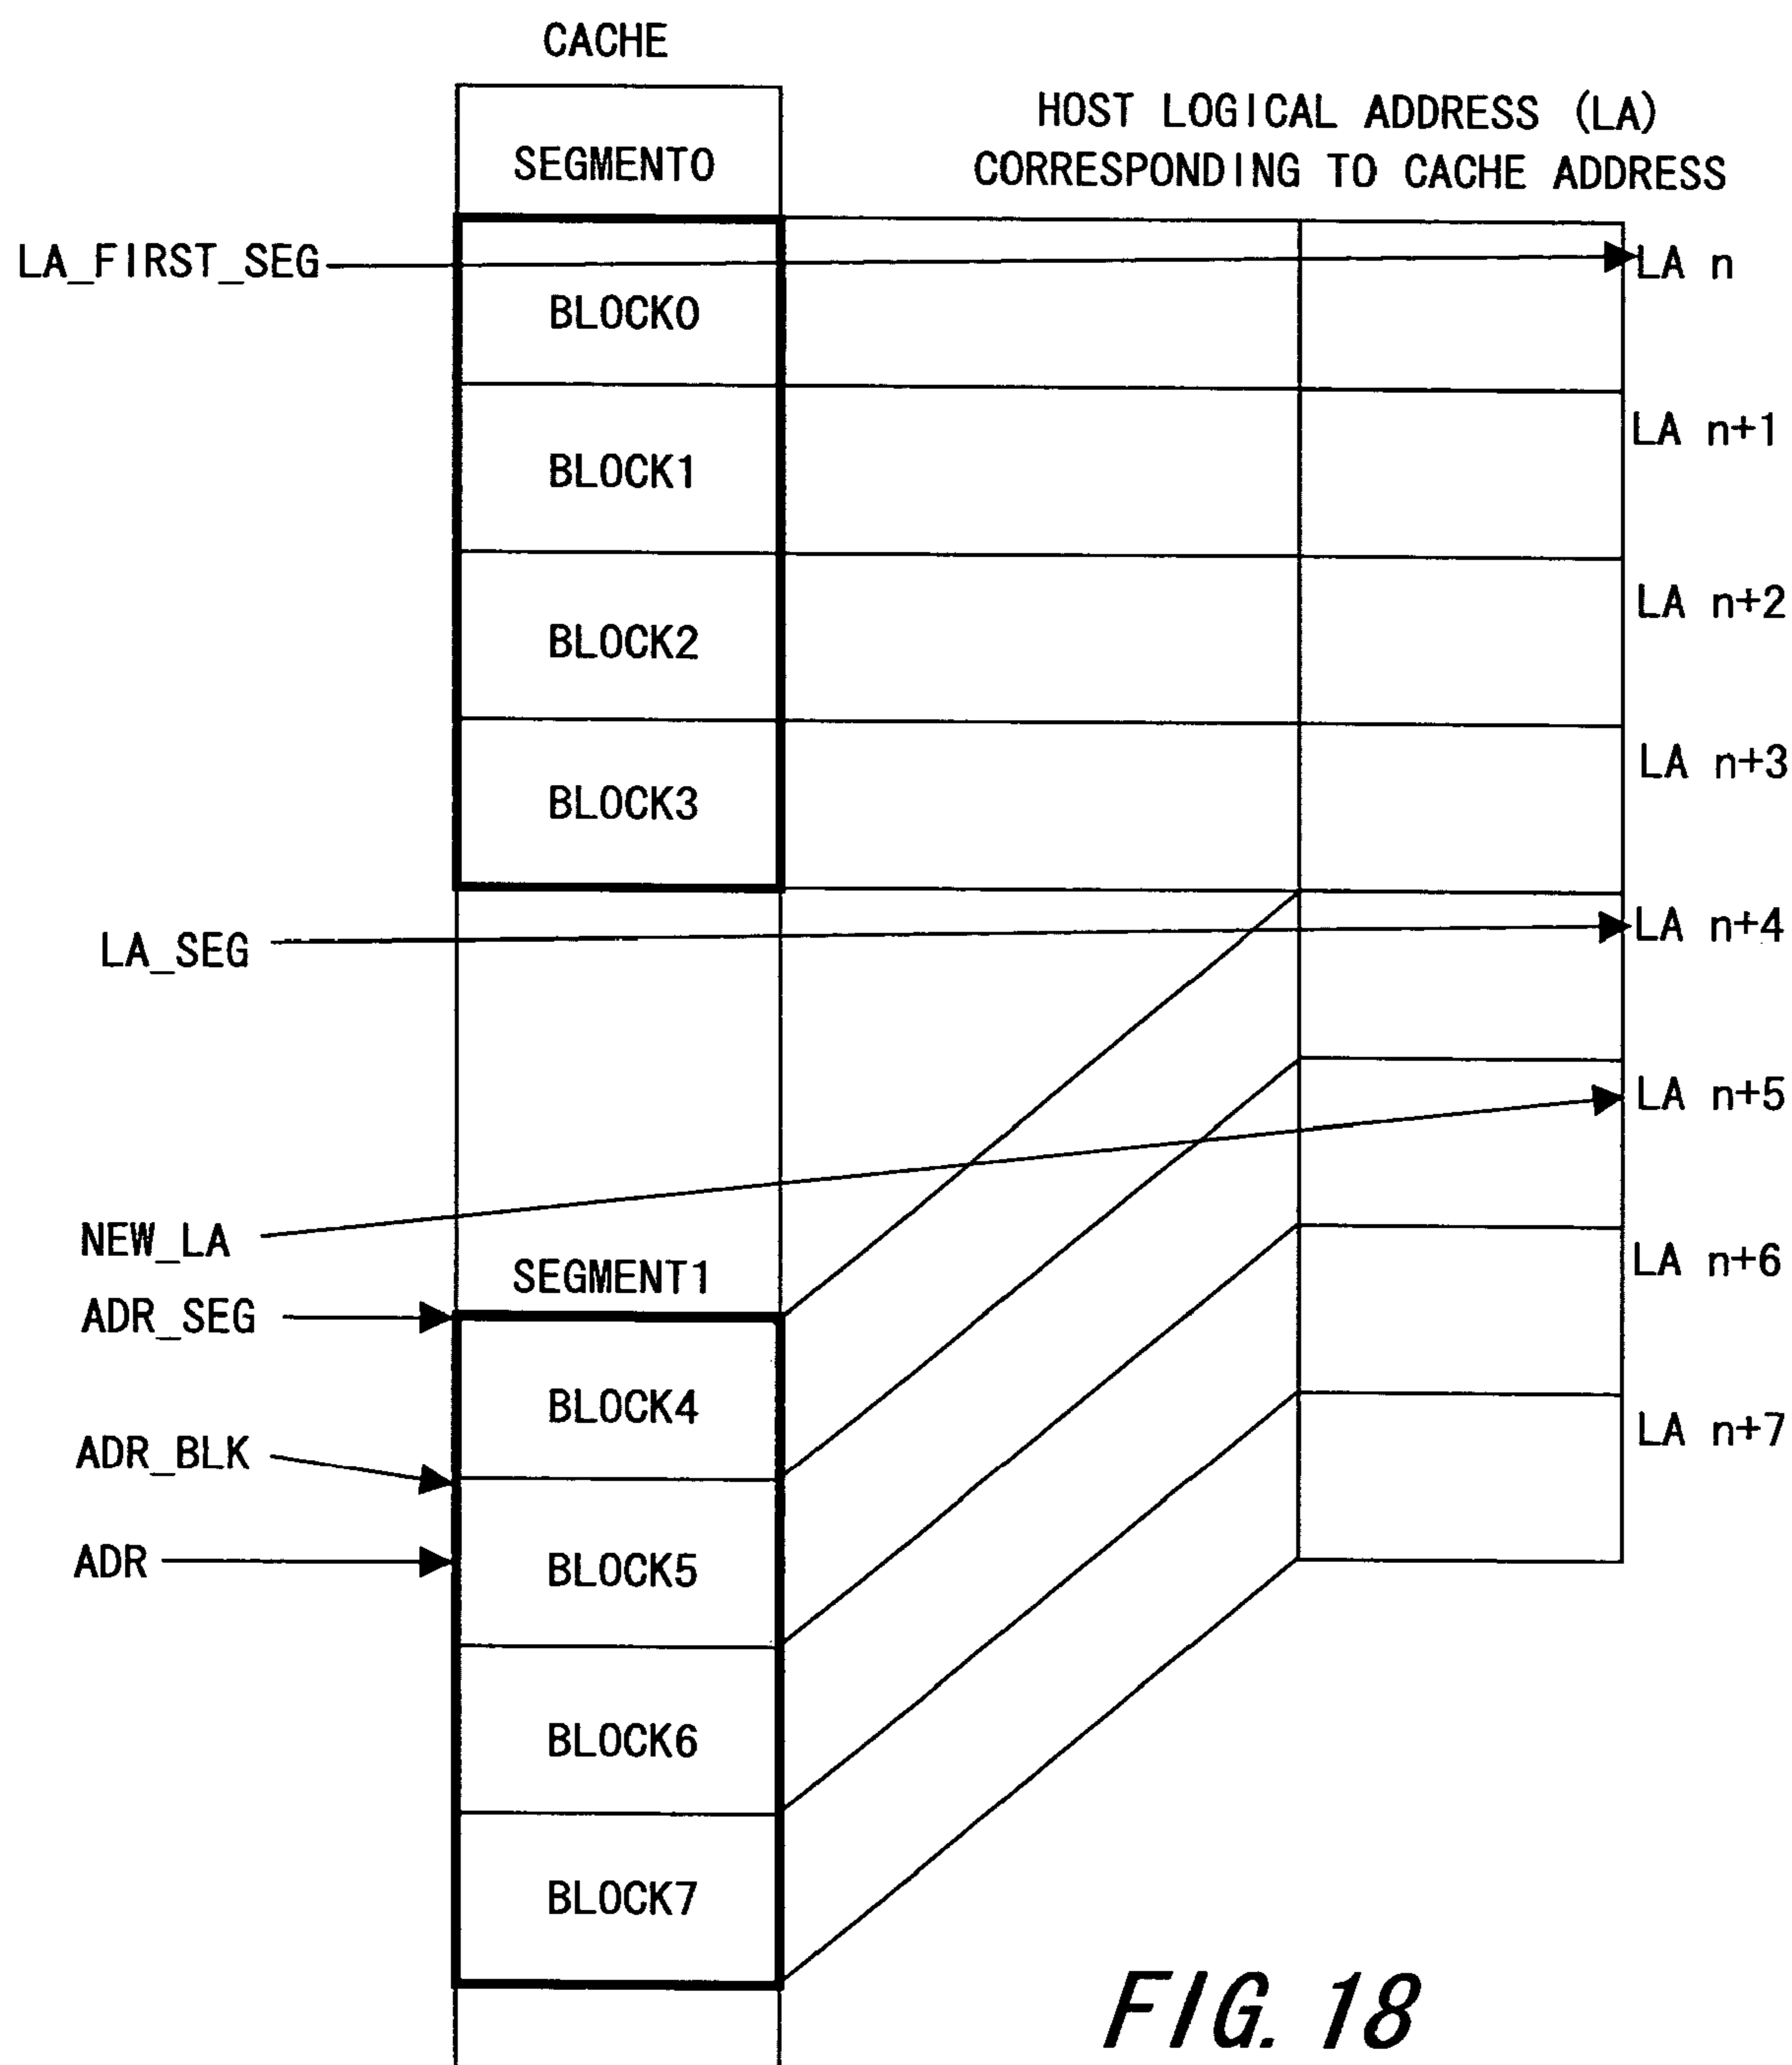 CACHE
HOST LOGICAL ADDRESS (LA)
CORRESPONDING TO CACHE ADDRESS
SEGMENT0
LA_FIRST_SEG
LA n
BLOCK0
LA n+1
BLOCK1
LA n+2
BLOCK2
LA n+3
BLOCK3
LA_SEG
LA n+4
LA n+5
NEW_LA
LA n+6
SEGMENT1
ADR_SEG
BLOCK4
LA n+7
ADR_BLK
ADR
BLOCK5
BLOCK6
BLOCK7
FIG. 18